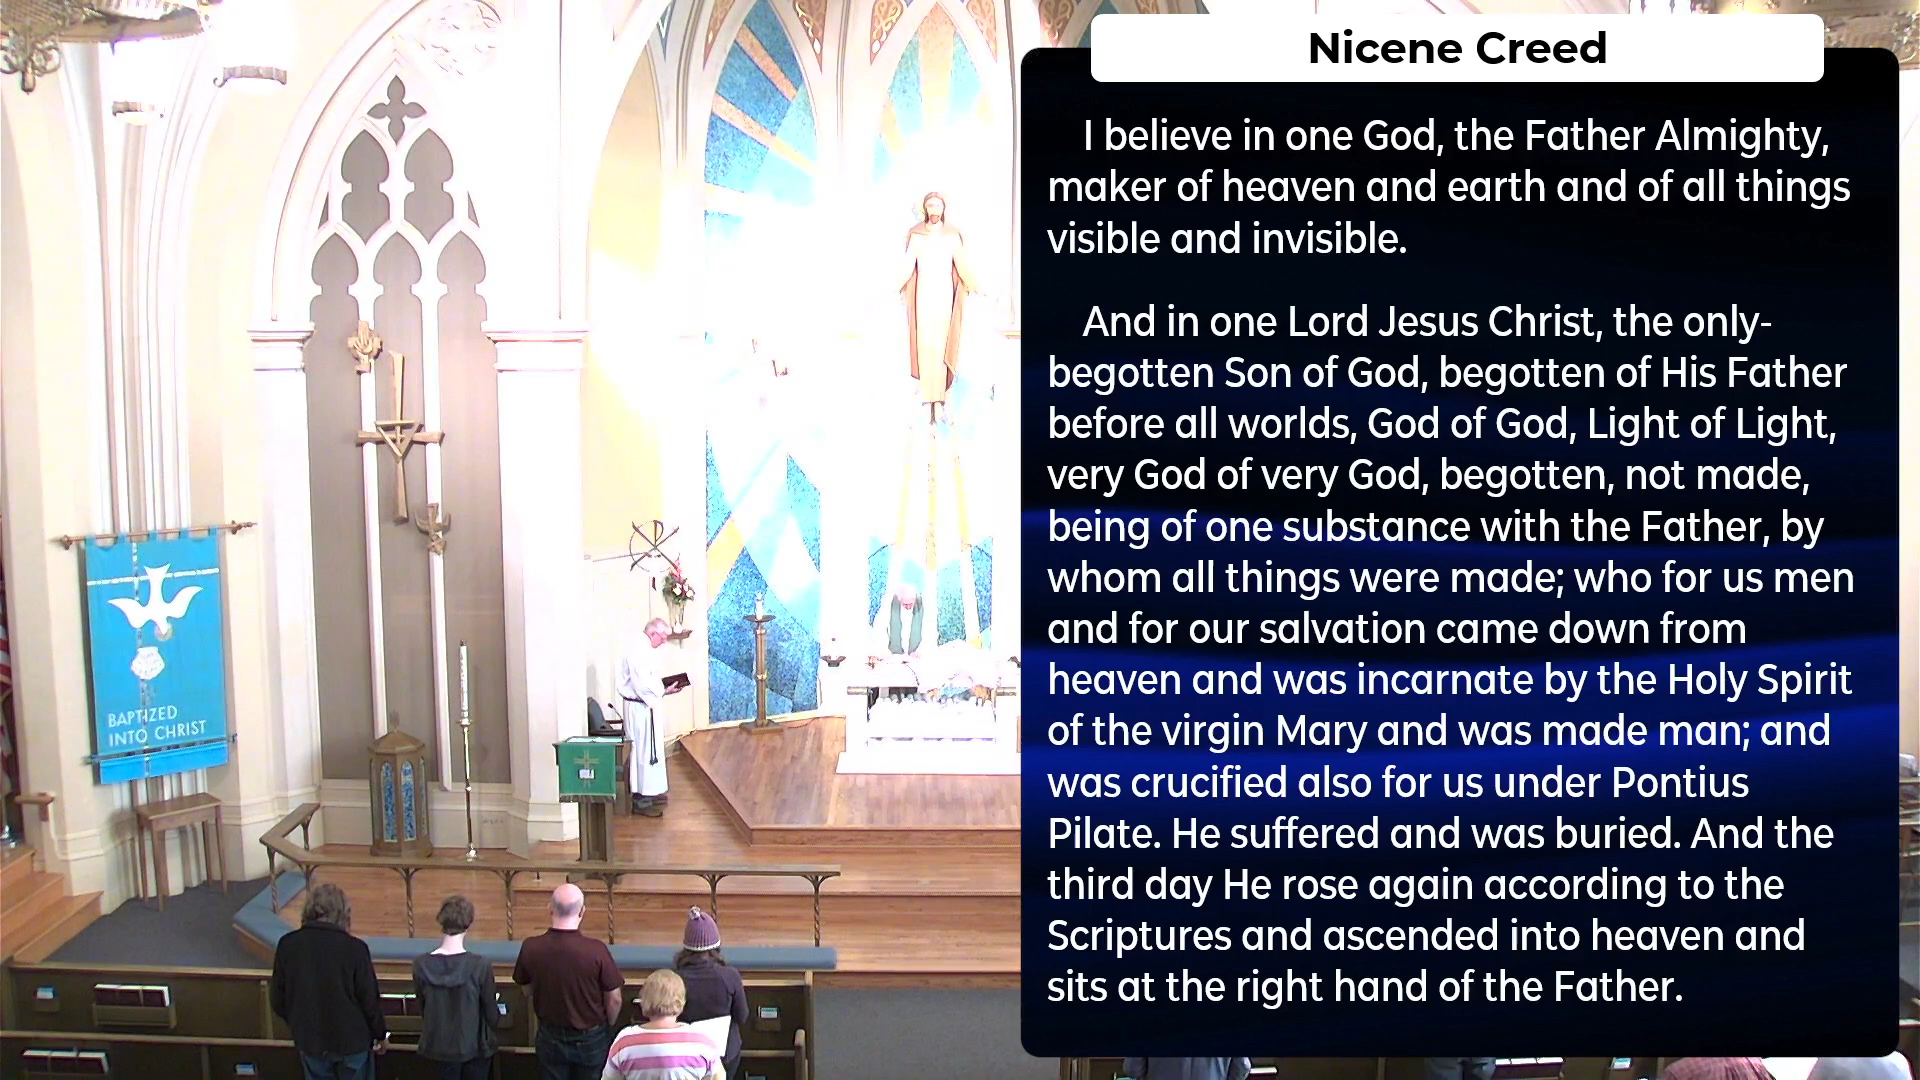 Nicene Creed
I believe in one God, the Father Almighty,
maker of heaven and earth and of all things
visible and invisible.
And in one Lord Jesus Christ, the only-
begotten Son of God, begotten of His Father
before all worlds, God of God, Light of Light,
very God of very God, begotten, not made,
being of one substance with the Father, by
whom all things were made; who for us men
and for our salvation came down from
heaven and was incarnate by the Holy Spirit
of the virgin Mary and was made man; and
was crucified also for us under Pontius
Pilate. He suffered and was buried. And the
third day He rose again according to the
Scriptures and ascended into heaven and
sits at the right hand of the Father.
BAPTIZED
INTO CHRIST